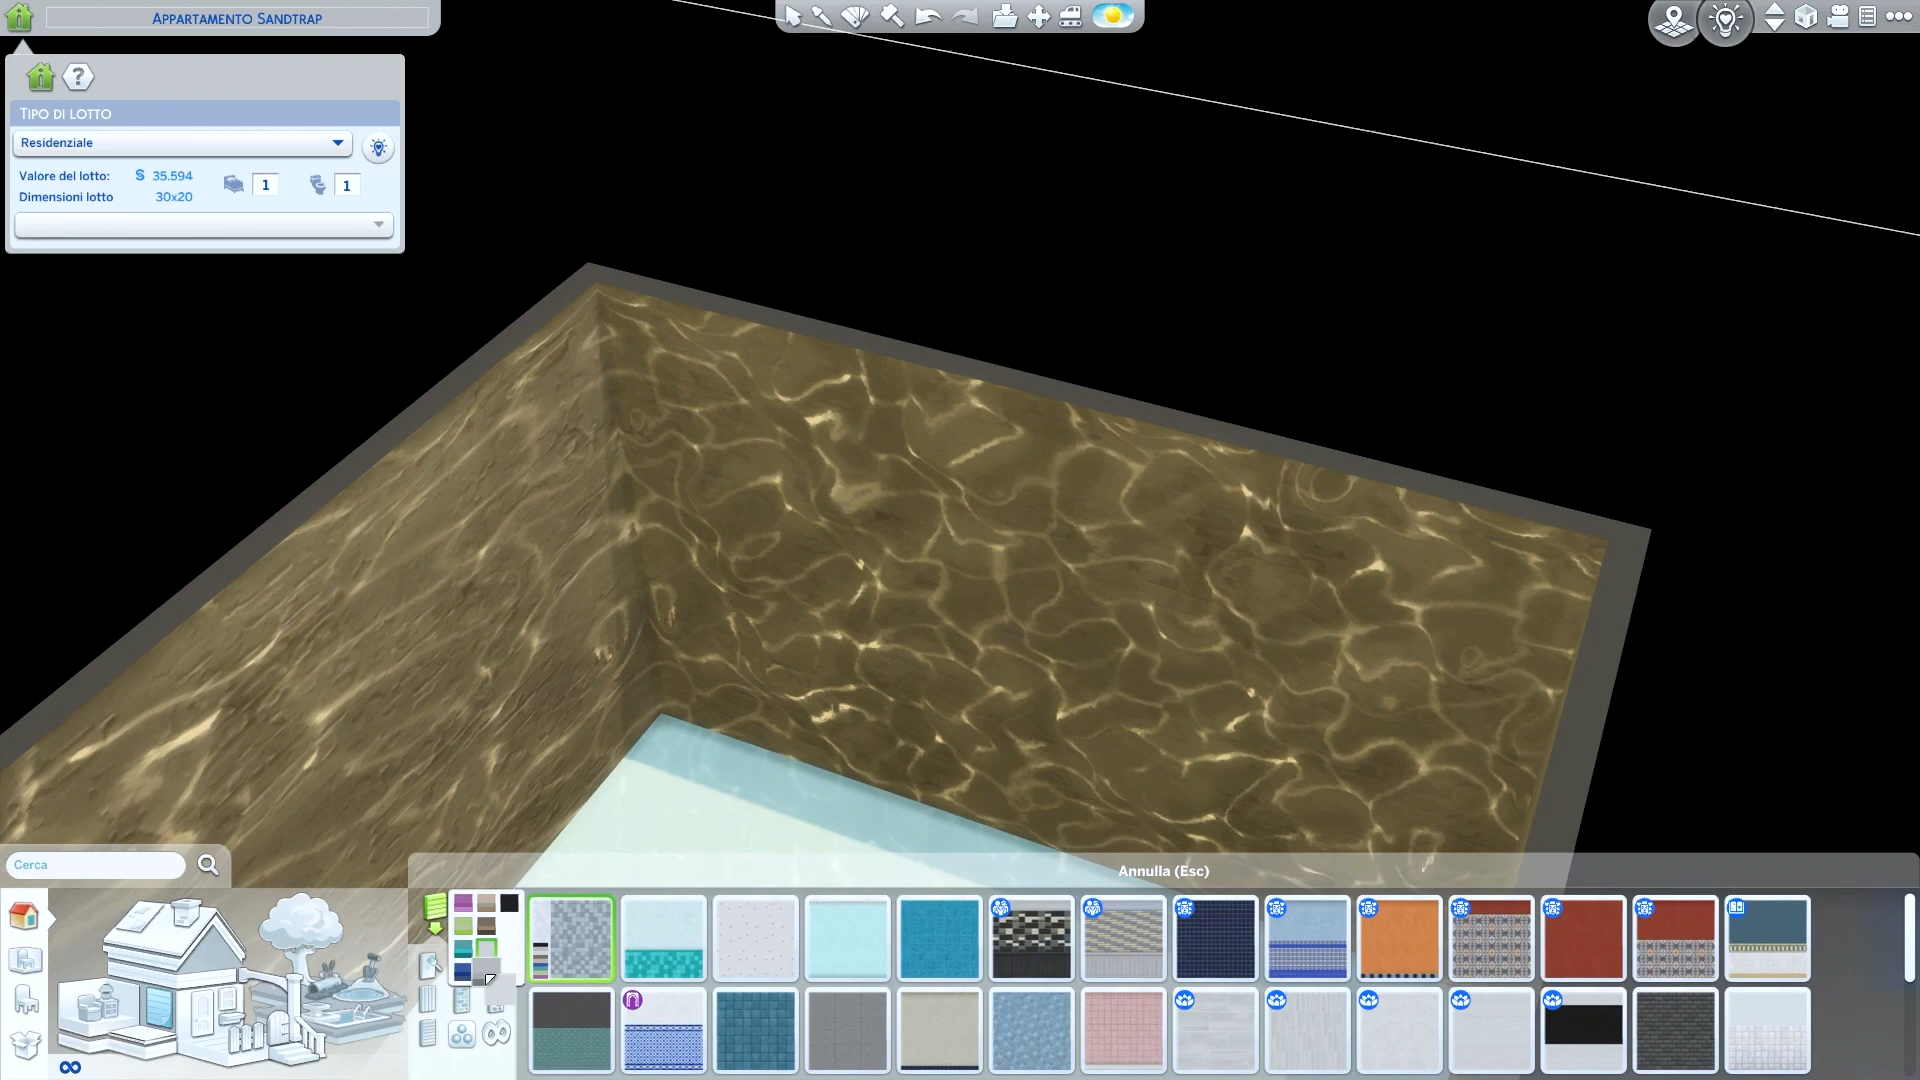 Appartamento Sandtrap
Tipo di lotto
Residenziale
Valore del lotto: § 35.594
1
1
Dimensioni lotto 30x20
Annulla (Esc)
Cerca